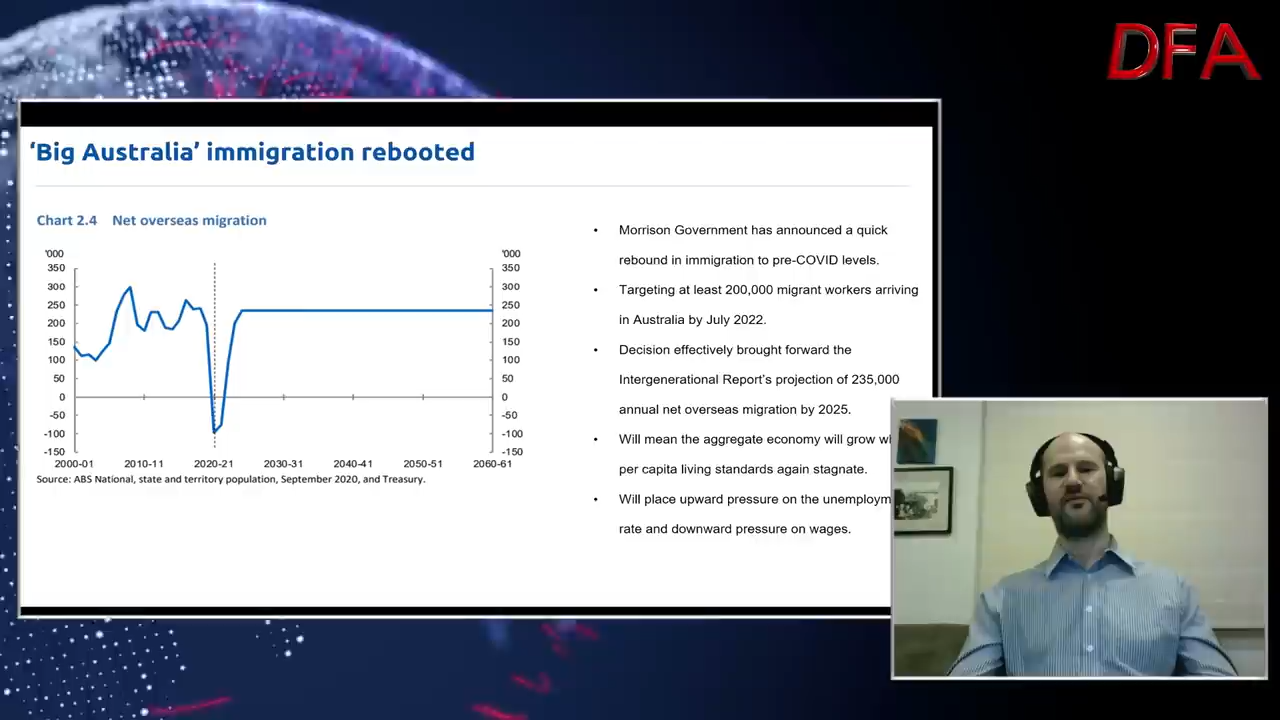 DFA
'Big Australia' immigration rebooted
Chart 2.4 Net overseas migration
'000 '000
350 350
300 300
250 250
200 200
150 150
100 100
50 50
0 0
-50 -50
-100 -100
-150 -150
2000-01 2010-11 2020-21 2030-31 2040-41 2050-51 2060-61
Source: ABS National, state and territory population, September 2020, and Treasury.
• Morrison Government has announced a quick
rebound in immigration to pre-COVID levels.
• Targeting at least 200,000 migrant workers arriving
in Australia by July 2022.
• Decision effectively brought forward the
Intergenerational Report's projection of 235,000
annual net overseas migration by 2025.
• Will mean the aggregate economy will grow
per capita living standards again stagnate.
• Will place upward pressure on the
rate and downward pressure on wages.